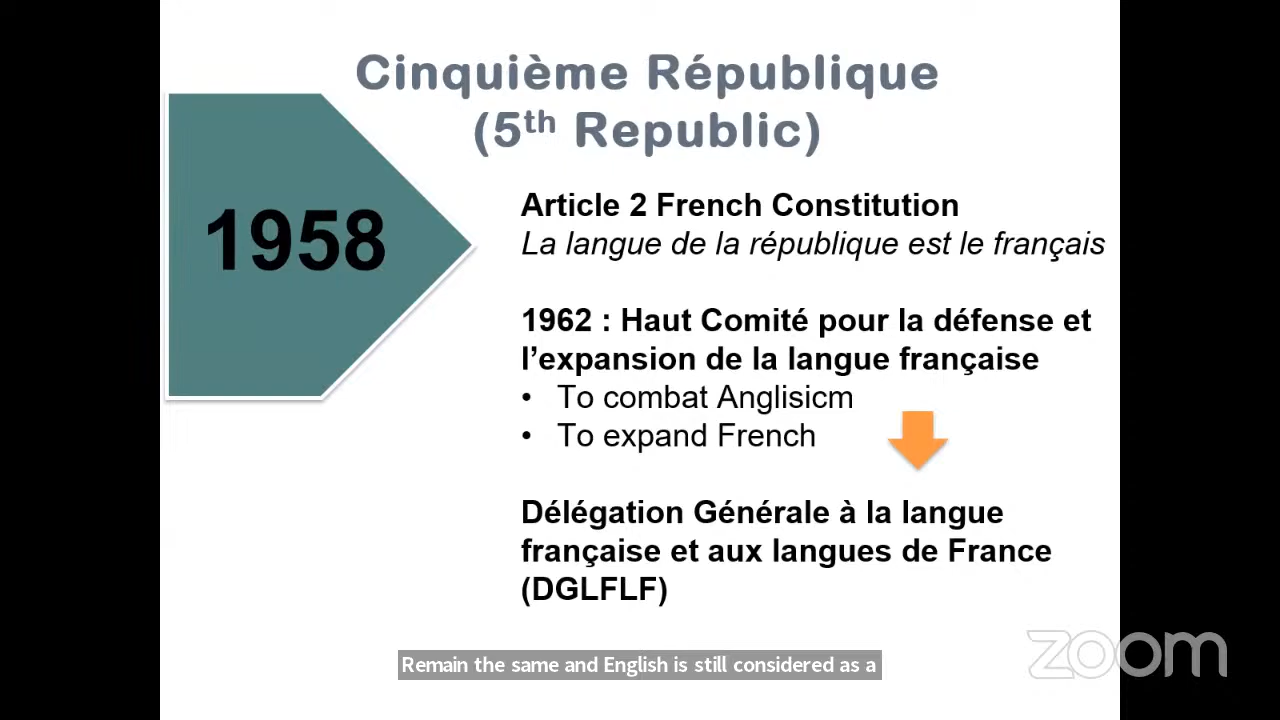 Cinquième République
(5th Republic)
1958
Article 2 French Constitution
La langue de la république est le français
1962 : Haut Comité pour la défense et
l’expansion de la langue française
• To combat Anglisicm
• To expand French
Délégation Générale à la langue
française et aux langues de France
(DGLFLF)
Remain the same and English is still considered as a
zoom